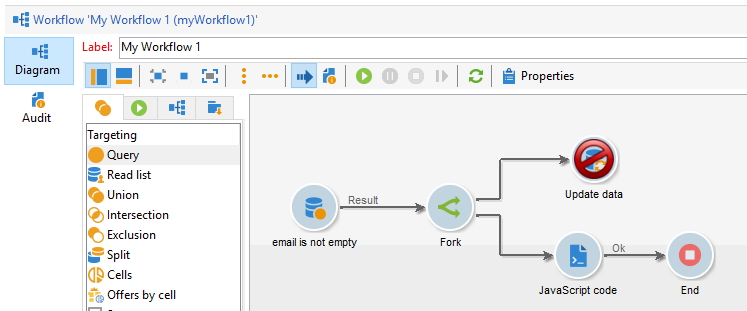 Workflow 'My Workflow 1 (myWorkflow1)'
Diagram
Audit
Label: My Workflow 1
Properties
Targeting
Query
Read list
Union
Intersection
Exclusion
Split
Cells
Offers by cell
email is not empty
Result
Fork
Update data
JavaScript code
Ok
End